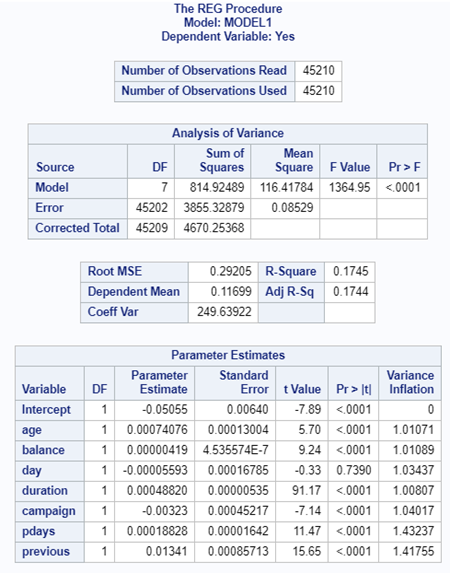 The REG Procedure
Model: MODEL1
Dependent Variable: Yes
Number of Observations Read 45210
Number of Observations Used 45210
Analysis of Variance
Source DF Sum of Squares Mean Square F Value Pr > F
Model 7 814.92489 116.41784 1364.95 <.0001
Error 45202 3855.32879 0.08529
Corrected Total 45209 4670.25368
Root MSE 0.29205 R-Square 0.1745
Dependent Mean 0.11699 Adj R-Sq 0.1744
Coeff Var 249.63922
Parameter Estimates
Variable DF Parameter Estimate Standard Error t Value Pr > |t| Variance Inflation
Intercept 1 -0.05055 0.00640 -7.89 <.0001 0
age 1 0.00074076 0.00013004 5.70 <.0001 1.01071
balance 1 0.00000419 4.535574E-7 9.24 <.0001 1.01089
day 1 -0.00005593 0.00016785 -0.33 0.7390 1.03437
duration 1 0.00048820 0.00000535 91.17 <.0001 1.00807
campaign 1 -0.00323 0.00045217 -7.14 <.0001 1.04017
pdays 1 0.00018828 0.00001642 11.47 <.0001 1.43237
previous 1 0.01341 0.00085713 15.65 <.0001 1.41755